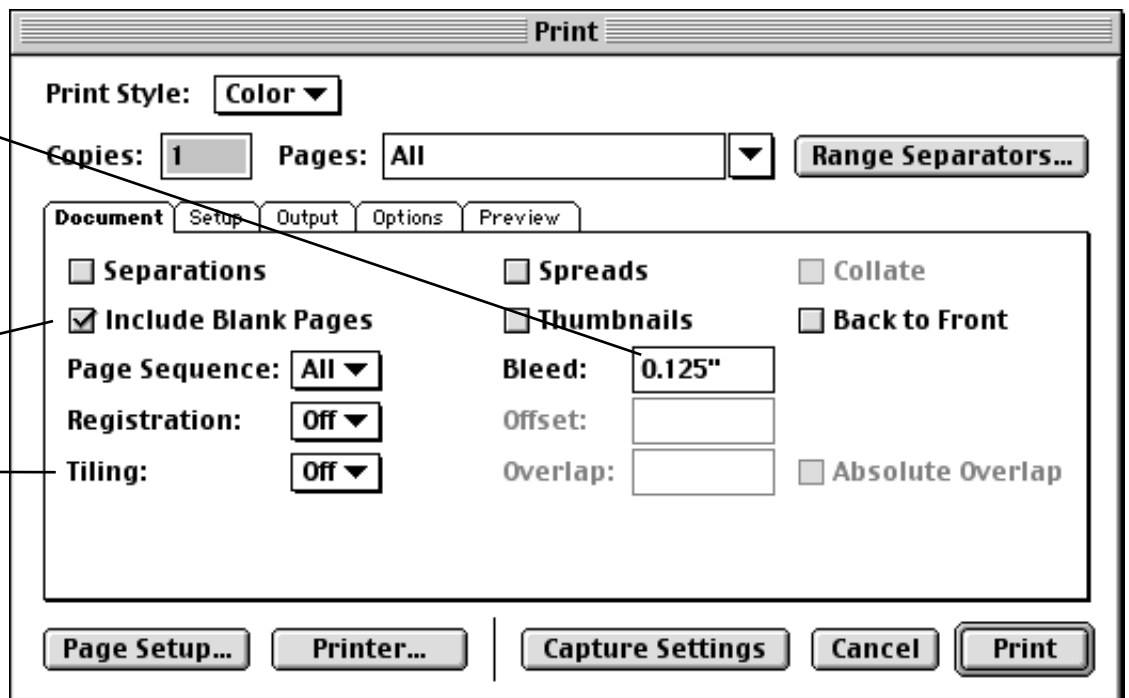 Print
Print Style: Color
Copies: 1 Pages: All Range Separators...
Document Setup Output Options Preview
Separations Spreads Collate
Include Blank Pages Thumbnails Back to Front
Page Sequence: All Bleed: 0.125"
Registration: Off Offset:
Tiling: Off Overlap: Absolute Overlap
Page Setup... Printer... Capture Settings Cancel Print